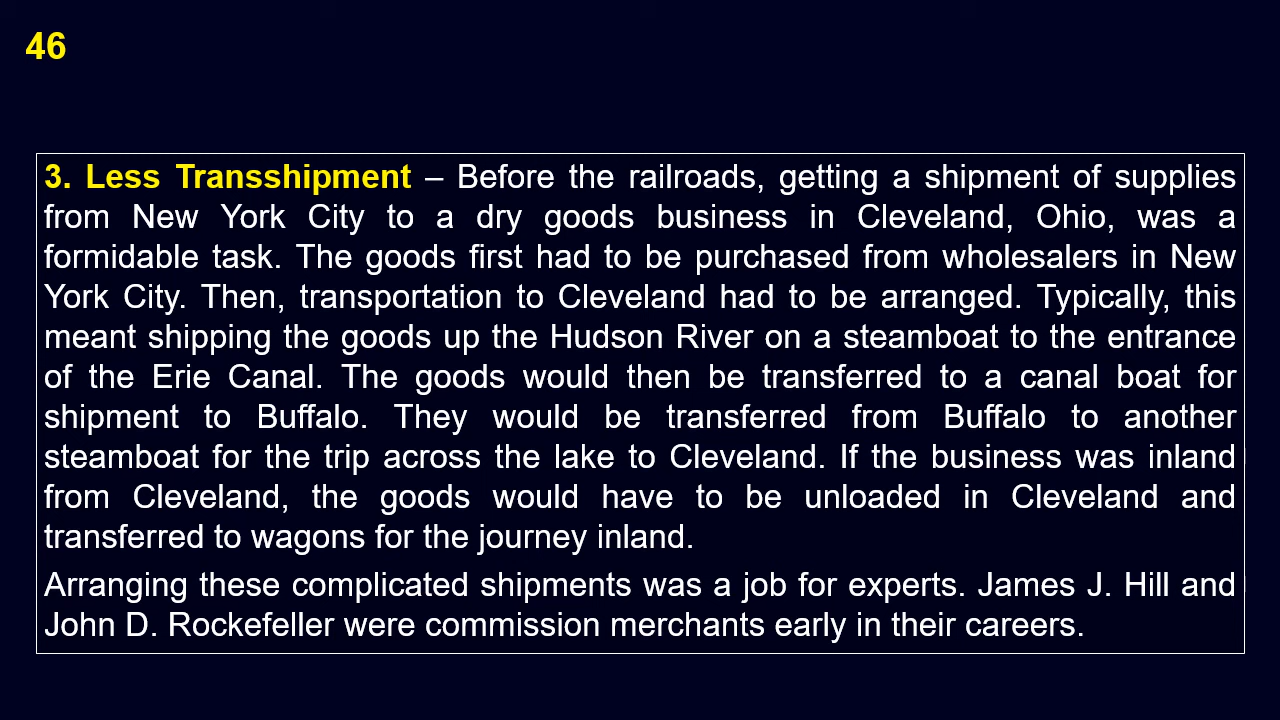 46
3. Less Transshipment – Before the railroads, getting a shipment of supplies
from New York City to a dry goods business in Cleveland, Ohio, was a
formidable task. The goods first had to be purchased from wholesalers in New
York City. Then, transportation to Cleveland had to be arranged. Typically, this
meant shipping the goods up the Hudson River on a steamboat to the entrance
of the Erie Canal. The goods would then be transferred to a canal boat for
shipment to Buffalo. They would be transferred from Buffalo to another
steamboat for the trip across the lake to Cleveland. If the business was inland
from Cleveland, the goods would have to be unloaded in Cleveland and
transferred to wagons for the journey inland.
Arranging these complicated shipments was a job for experts. James J. Hill and
John D. Rockefeller were commission merchants early in their careers.